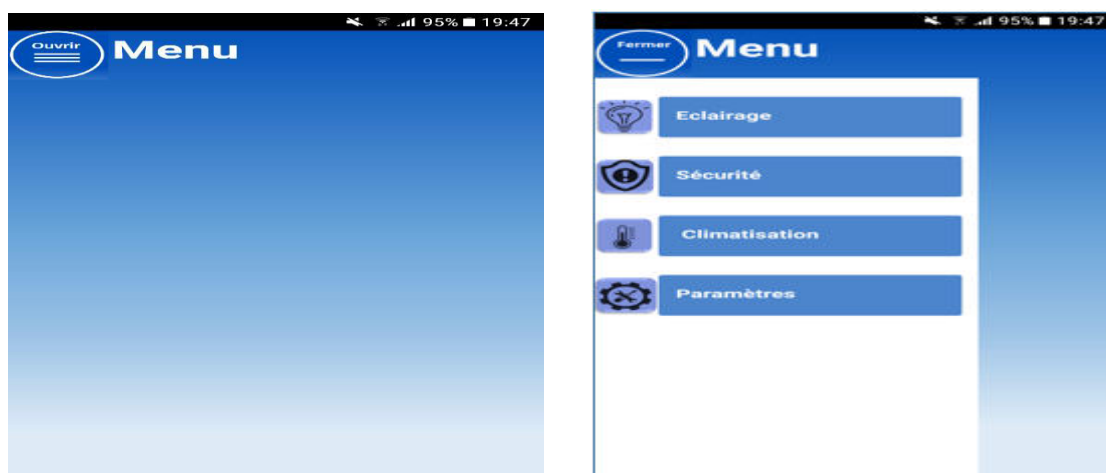 95% 19:47
Ouvrir
Menu
95% 19:47
Fermer
Menu
Eclairage
Sécurité
Climatisation
Paramètres